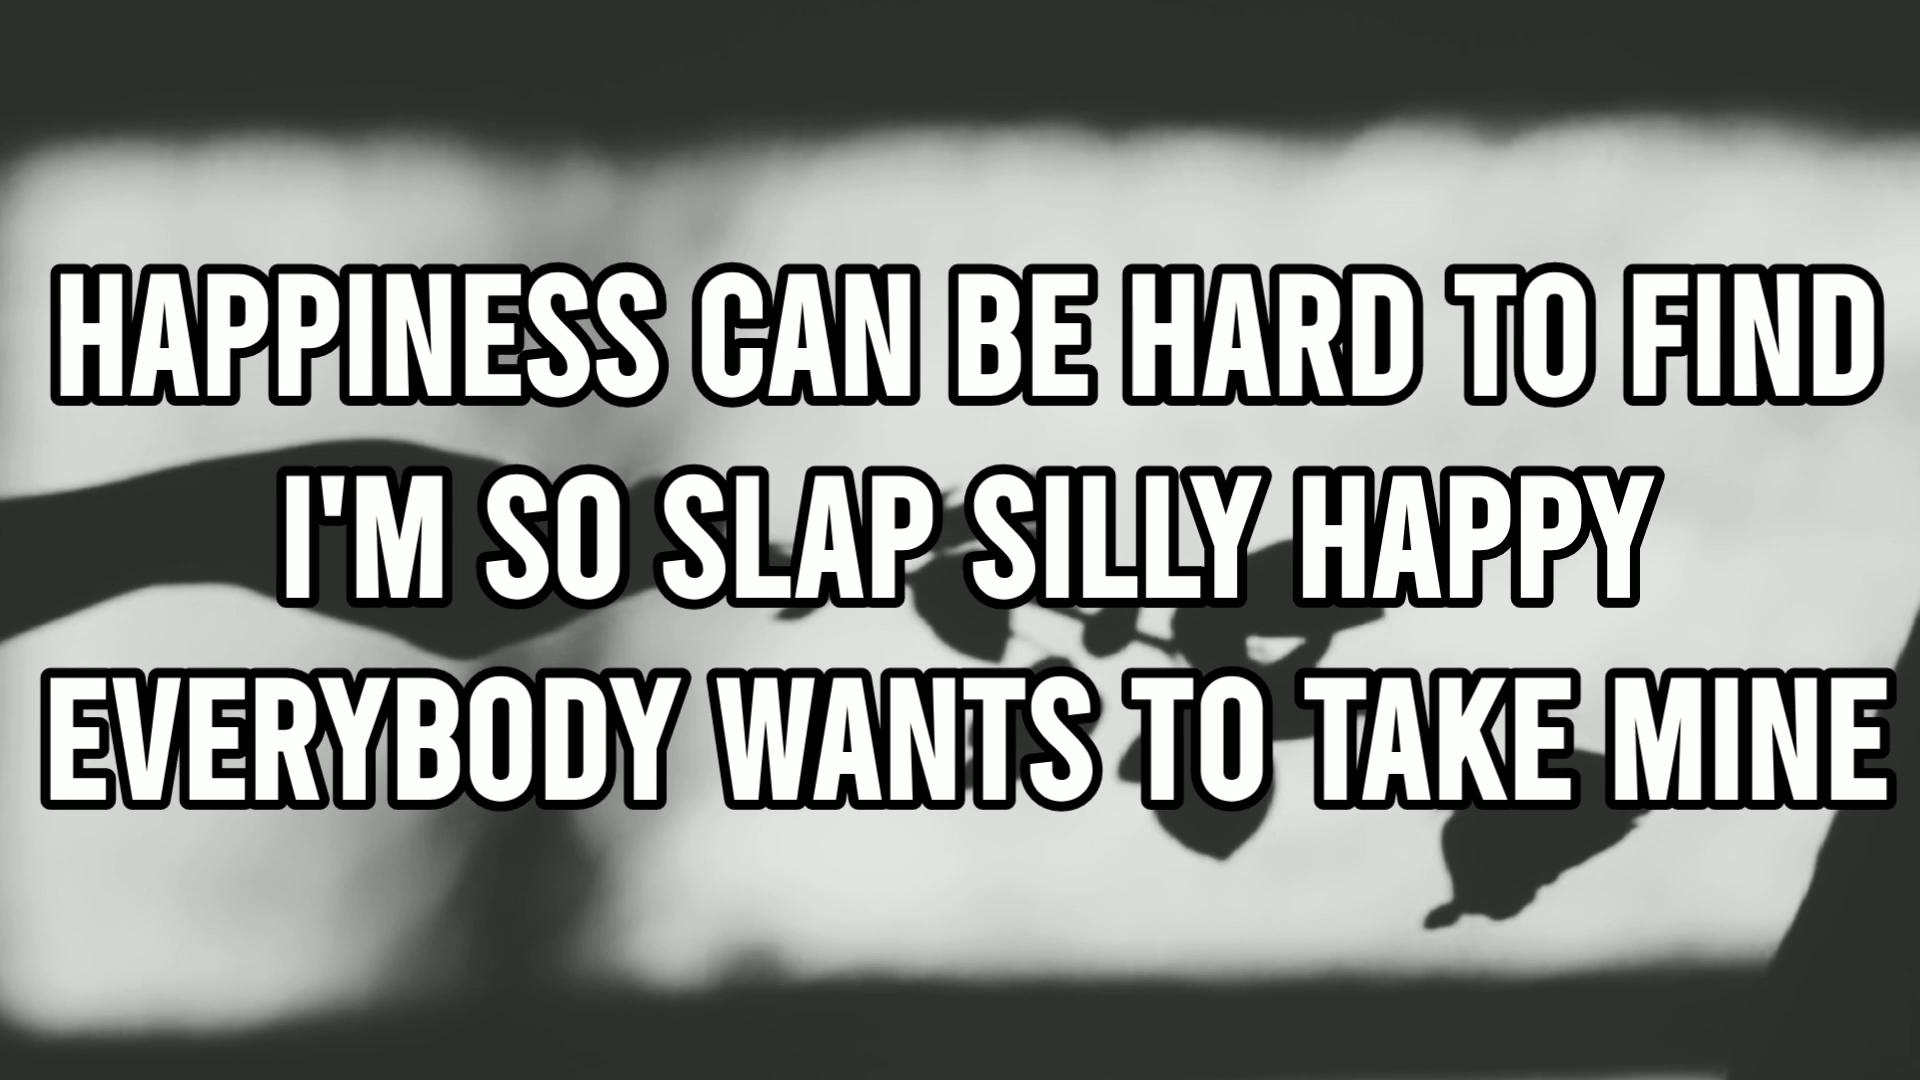 HAPPINESS CAN BE HARD TO FIND
I'M SO SLAP SILLY HAPPY
EVERYBODY WANTS TO TAKE MINE